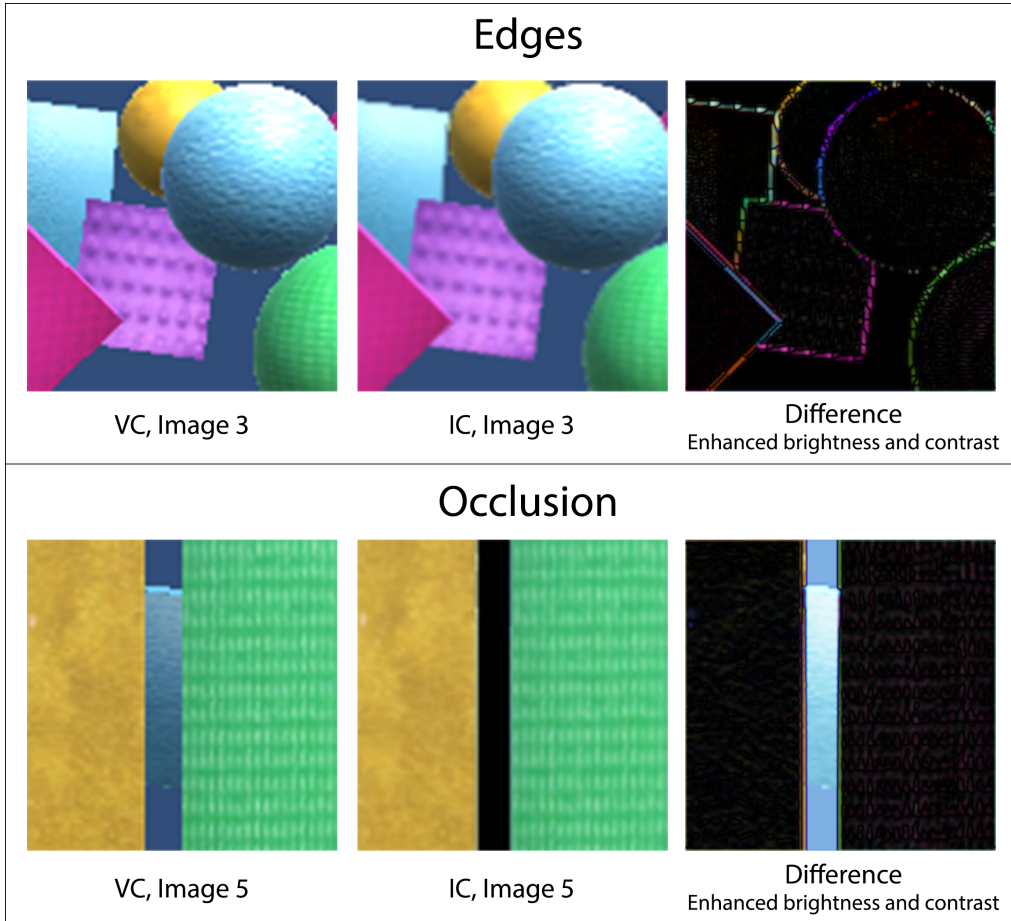 Edges
VC, Image 3
IC, Image 3
Difference
Enhanced brightness and contrast
Occlusion
VC, Image 5
IC, Image 5
Difference
Enhanced brightness and contrast